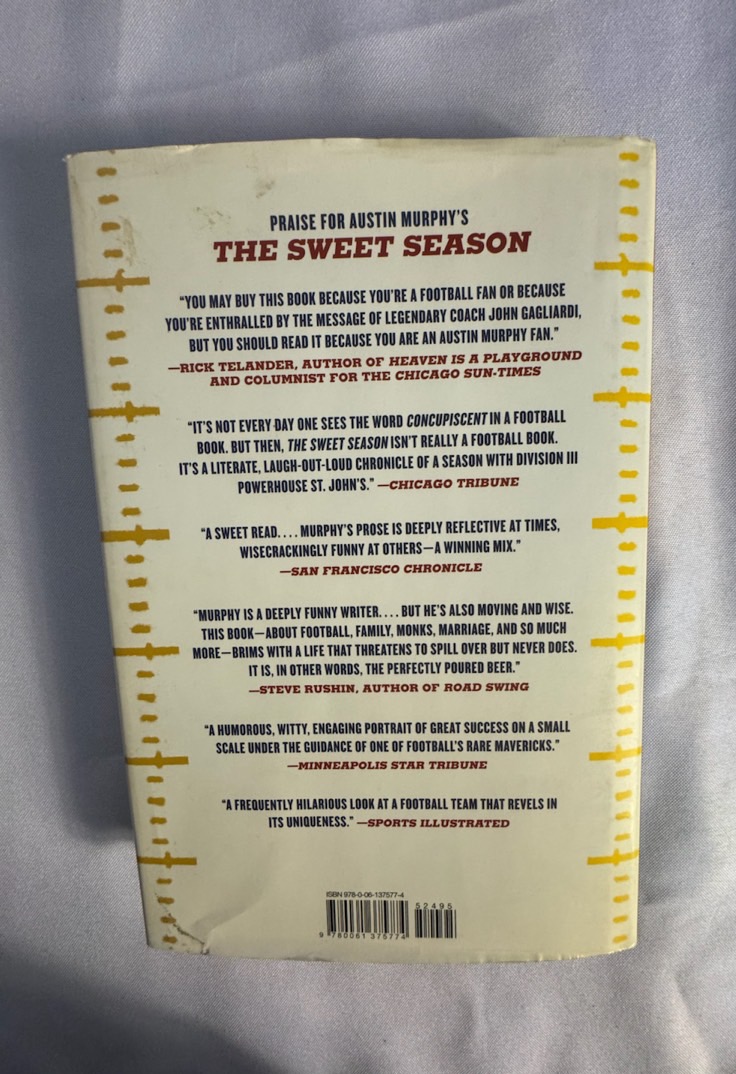 PRAISE FOR AUSTIN MURPHY'S
THE SWEET SEASON
"YOU MAY BUY THIS BOOK BECAUSE YOU'RE A FOOTBALL FAN OR BECAUSE
YOU'RE ENTHRALLED BY THE MESSAGE OF LEGENDARY COACH JOHN GAGLIARDI,
BUT YOU SHOULD READ IT BECAUSE YOU ARE AN AUSTIN MURPHY FAN."
—RICK TELANDER, AUTHOR OF HEAVEN IS A PLAYGROUND
AND COLUMNIST FOR THE CHICAGO SUN-TIMES
"IT'S NOT EVERY DAY ONE SEES THE WORD CONCUPISCENT IN A FOOTBALL
BOOK. BUT THEN, THE SWEET SEASON ISN'T REALLY A FOOTBALL BOOK.
IT'S A LITERATE, LAUGH-OUT-LOUD CHRONICLE OF A SEASON WITH DIVISION III
POWERHOUSE ST. JOHN'S." —CHICAGO TRIBUNE
"A SWEET READ. . . . MURPHY'S PROSE IS DEEPLY REFLECTIVE AT TIMES,
WISECRACKINGLY FUNNY AT OTHERS—A WINNING MIX."
—SAN FRANCISCO CHRONICLE
"MURPHY IS A DEEPLY FUNNY WRITER. . . . BUT HE'S ALSO MOVING AND WISE.
THIS BOOK—ABOUT FOOTBALL, FAMILY, MONKS, MARRIAGE, AND SO MUCH
MORE—BRIMS WITH A LIFE THAT THREATENS TO SPILL OVER BUT NEVER DOES.
IT IS, IN OTHER WORDS, THE PERFECTLY POURED BEER."
—STEVE RUSHIN, AUTHOR OF ROAD SWING
"A HUMOROUS, WITTY, ENGAGING PORTRAIT OF GREAT SUCCESS ON A SMALL
SCALE UNDER THE GUIDANCE OF ONE OF FOOTBALL'S RARE MAVERICKS."
—MINNEAPOLIS STAR TRIBUNE
"A FREQUENTLY HILARIOUS LOOK AT A FOOTBALL TEAM THAT REVELS IN
ITS UNIQUENESS." —SPORTS ILLUSTRATED
ISBN 978-0-06-137577-4
52495
9 780061 375774